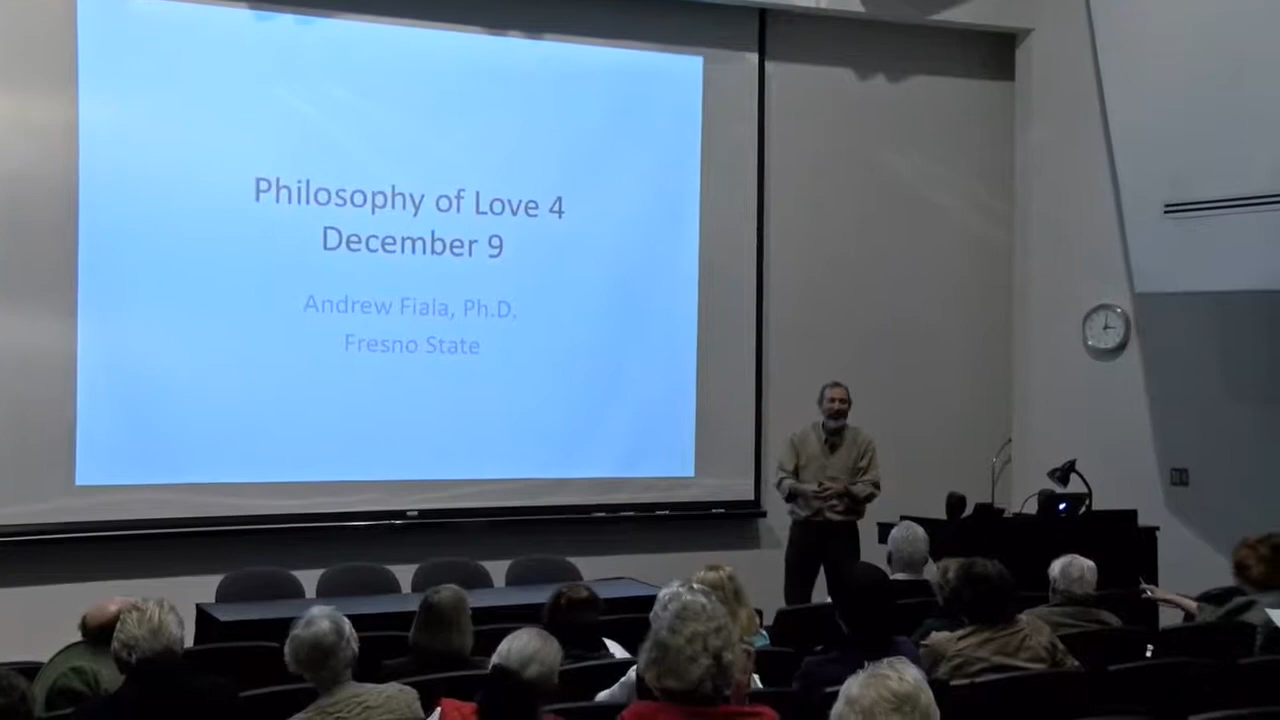 Philosophy of Love 4
December 9
Andrew Fiala, Ph.D.
Fresno State